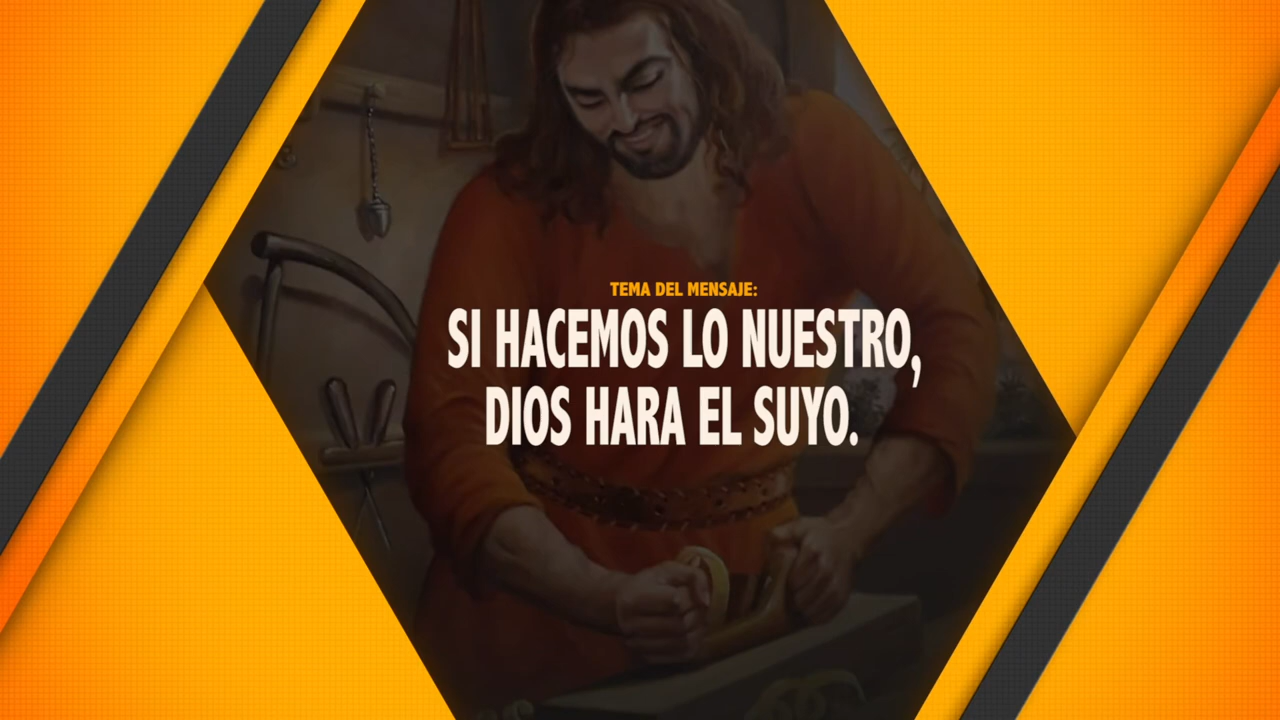 TEMA DEL MENSAJE:
SI HACEMOS LO NUESTRO,
DIOS HARA EL SUYO.